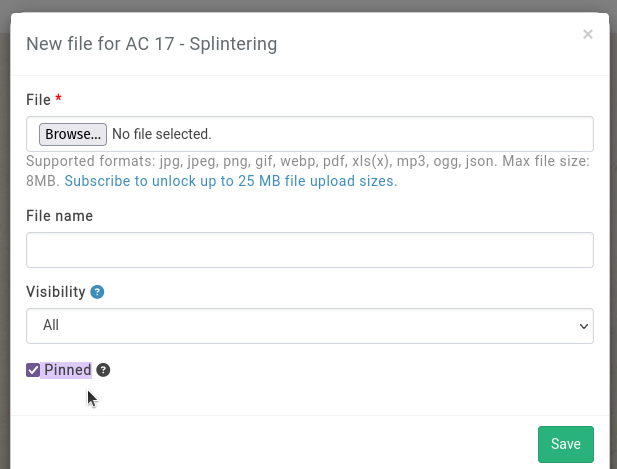 New file for AC 17 - Splintering
×
File *
Browse... No file selected.
Supported formats: jpg, jpeg, png, gif, webp, pdf, xls(x), mp3, ogg, json. Max file size:
8MB. Subscribe to unlock up to 25 MB file upload sizes.
File name
Visibility ?
All
Pinned ?
Save